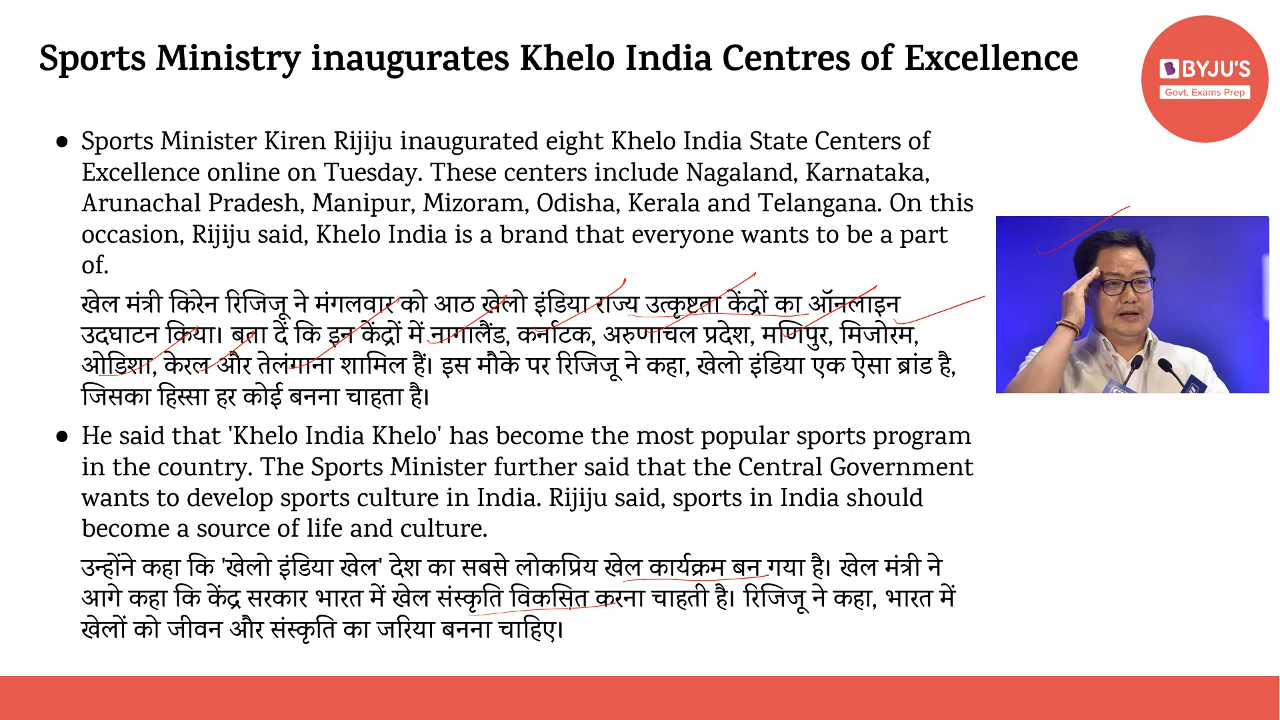 Sports Ministry inaugurates Khelo India Centres of Excellence
BYJU'S
Govt. Exams Prep
● Sports Minister Kiren Rijiju inaugurated eight Khelo India State Centers of
Excellence online on Tuesday. These centers include Nagaland, Karnataka,
Arunachal Pradesh, Manipur, Mizoram, Odisha, Kerala and Telangana. On this
occasion, Rijiju said, Khelo India is a brand that everyone wants to be a part
of.
खेल मंत्री किरेन रिजिजू ने मंगलवार को आठ खेलो इंडिया राज्य उत्कृष्टता केंद्रों का ऑनलाइन
उदघाटन किया। बता दें कि इन केंद्रों में नागालैंड, कर्नाटक, अरुणाचल प्रदेश, मणिपुर, मिजोरम,
ओडिशा, केरल और तेलंगाना शामिल हैं। इस मौके पर रिजिजू ने कहा, खेलो इंडिया एक ऐसा ब्रांड है,
जिसका हिस्सा हर कोई बनना चाहता है।
● He said that 'Khelo India Khelo' has become the most popular sports program
in the country. The Sports Minister further said that the Central Government
wants to develop sports culture in India. Rijiju said, sports in India should
become a source of life and culture.
उन्होंने कहा कि 'खेलो इंडिया खेल' देश का सबसे लोकप्रिय खेल कार्यक्रम बन गया है। खेल मंत्री ने
आगे कहा कि केंद्र सरकार भारत में खेल संस्कृति विकसित करना चाहती है। रिजिजू ने कहा, भारत में
खेलों को जीवन और संस्कृति का जरिया बनना चाहिए।